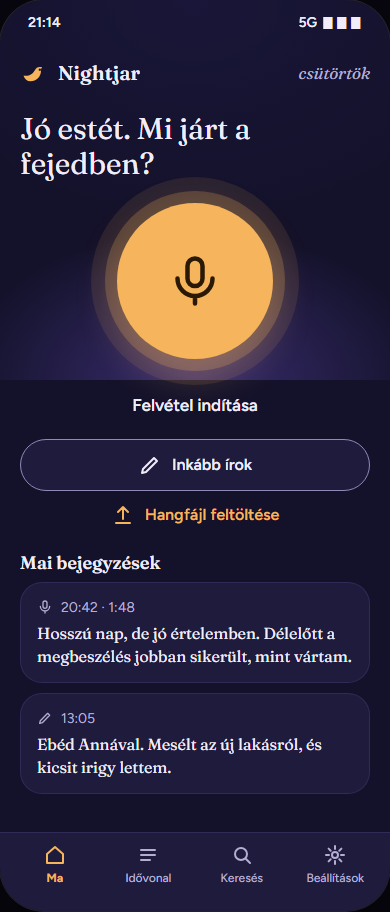 21:14
5G
Nightjar
csütörtök
Jó estét. Mi járt a
fejedben?
Felvétel indítása
Inkább írok
Hangfájl feltöltése
Mai bejegyzések
20:42 · 1:48
Hosszú nap, de jó értelemben. Délelőtt a
megbeszélés jobban sikerült, mint vártam.
13:05
Ebéd Annával. Mesélt az új lakásról, és
kicsit irigy lettem.
Ma
Idővonal
Keresés
Beállítások